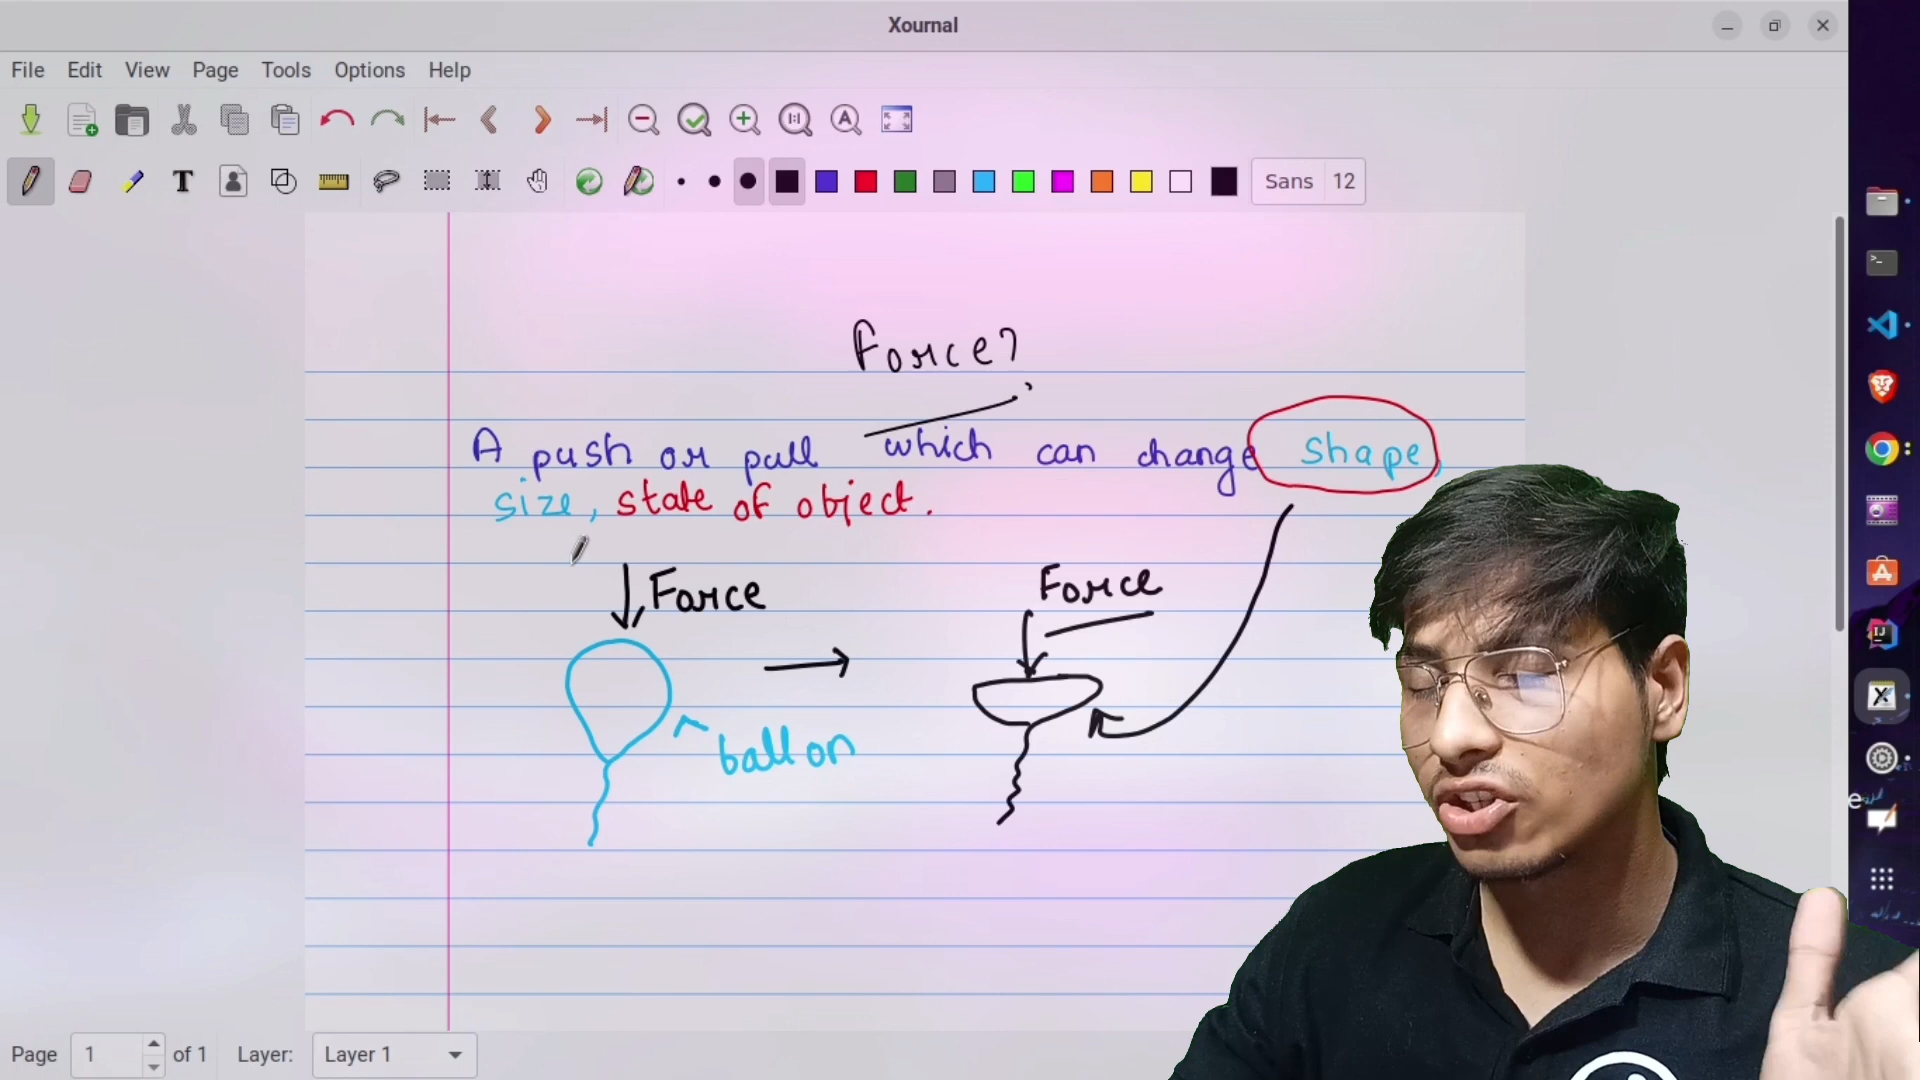 Xournal
File Edit View Page Tools Options Help
T Sans 12
Force?
A push or pull which can change shape,
size, state of object.
Force
Force
ballon
Page 1 of 1 Layer: Layer 1